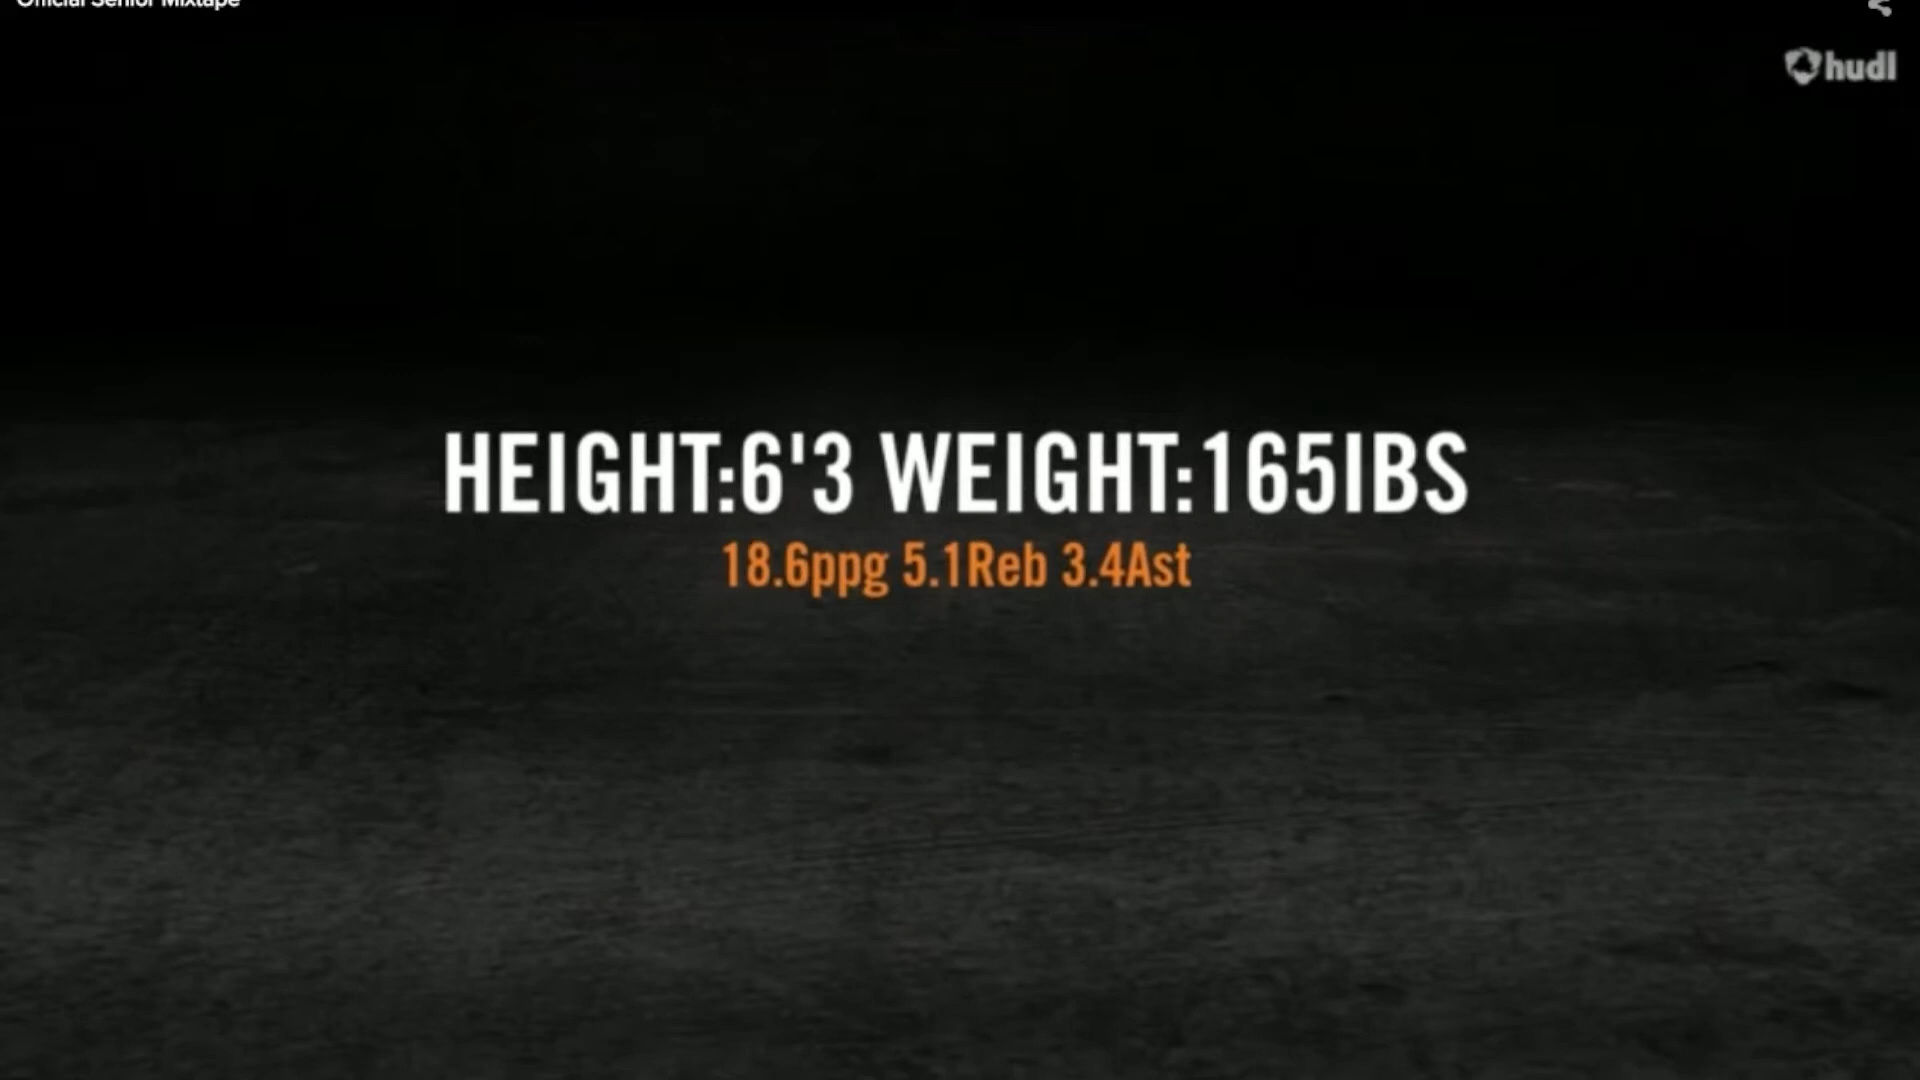 Official Senior Mixtape
hudl
HEIGHT:6'3 WEIGHT:165IBS
18.6ppg 5.1Reb 3.4Ast